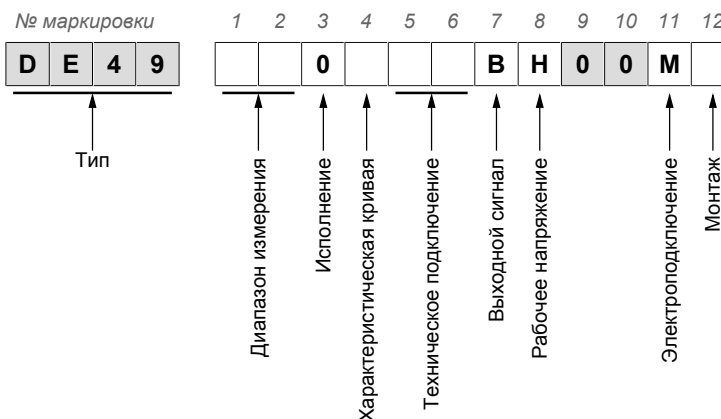 № маркировки 1 2 3 4 5 6 7 8 9 10 11 12
D E 4 9 0 B H 0 0 M
Тип
Диапазон измерения
Исполнение
Характеристическая кривая
Техническое подключение
Выходной сигнал
Рабочее напряжение
Электроподключение
Монтаж